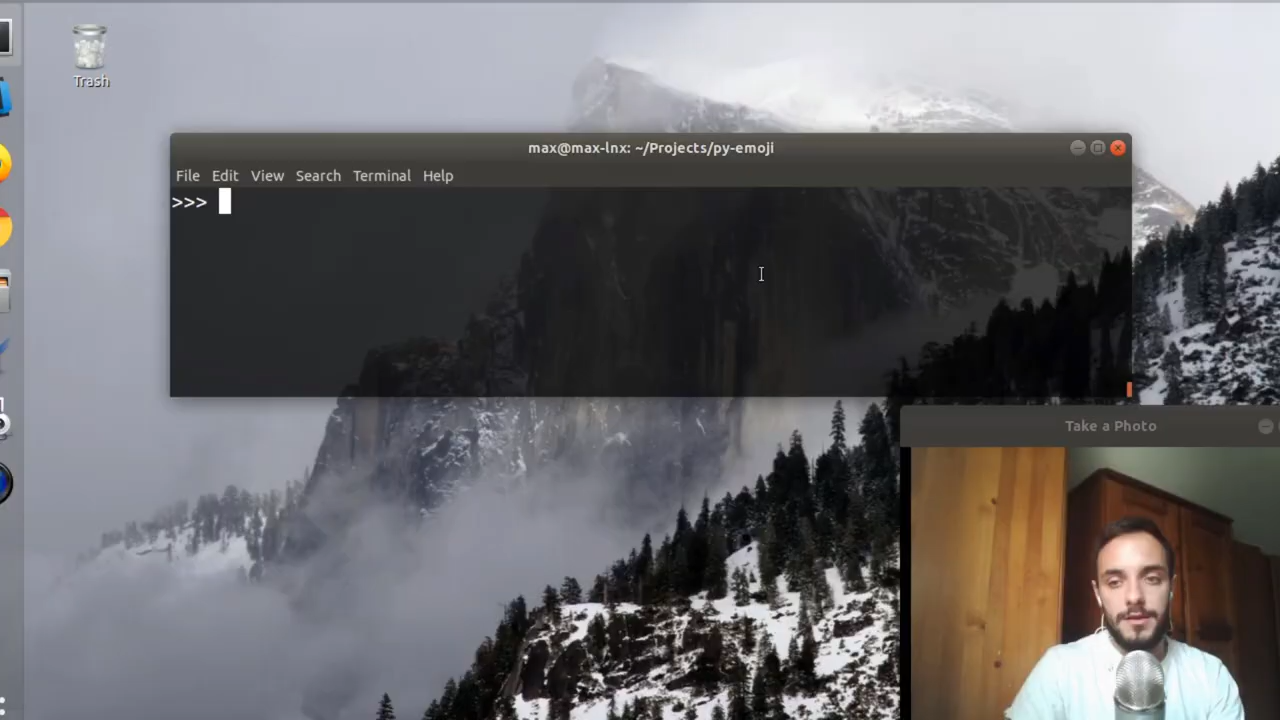 Trash
max@max-lnx: ~/Projects/py-emoji
File Edit View Search Terminal Help
>>>
Take a Photo